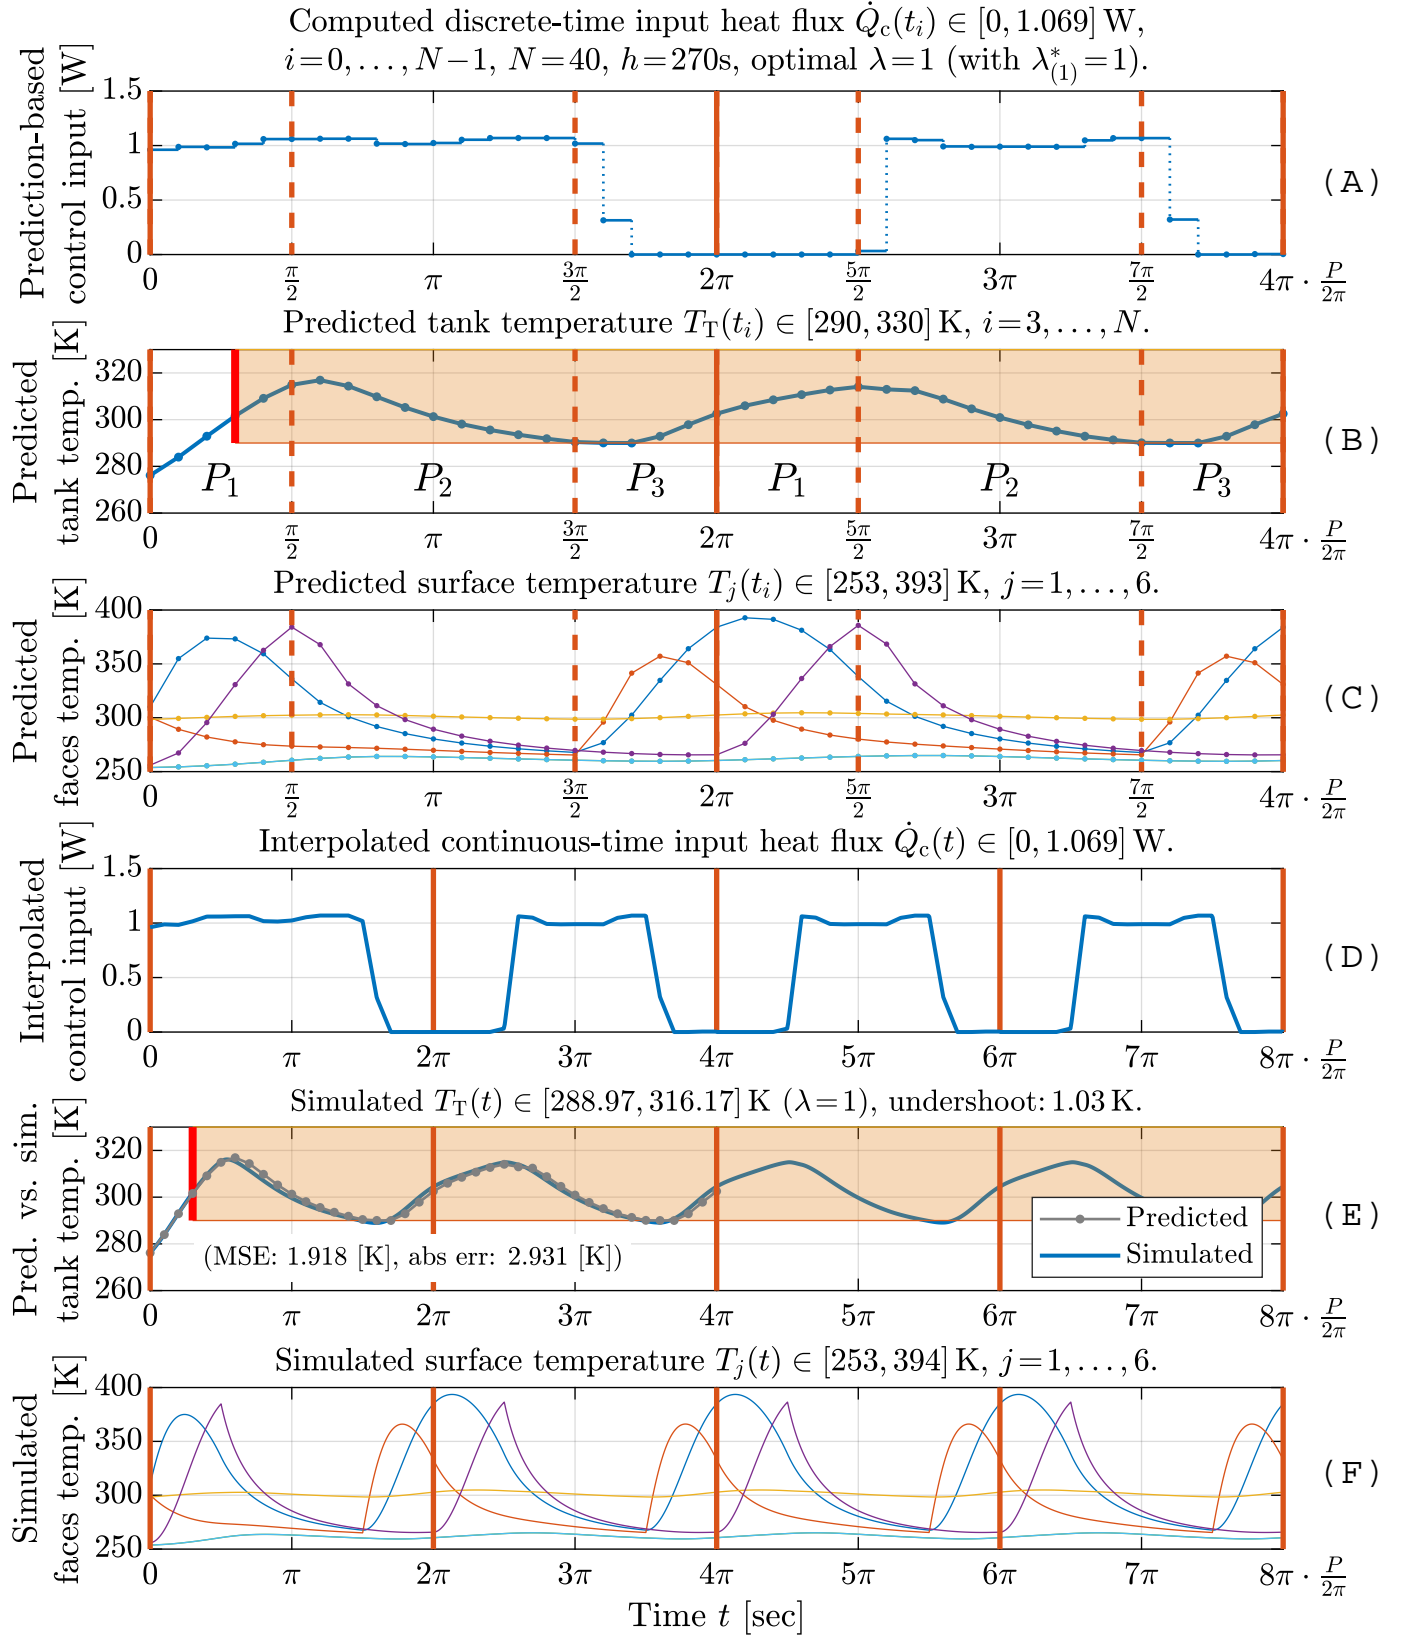 Computed discrete-time input heat flux Q̇c(ti) ∈ [0, 1.069] W,
i=0, . . . , N−1, N=40, h=270s, optimal λ=1 (with λ*(1)=1).
Prediction-based
control input [W]
1.5
1
0.5
0
0 π/2 π 3π/2 2π 5π/2 3π 7π/2 4π · P/2π
(A)
Predicted tank temperature TT(ti) ∈ [290, 330] K, i=3, . . . , N.
Predicted
tank temp. [K]
320
300
280
260
P1 P2 P3 P1 P2 P3
0 π/2 π 3π/2 2π 5π/2 3π 7π/2 4π · P/2π
(B)
Predicted surface temperature Tj(ti) ∈ [253, 393] K, j=1, . . . , 6.
Predicted
faces temp. [K]
400
350
300
250
0 π/2 π 3π/2 2π 5π/2 3π 7π/2 4π · P/2π
(C)
Interpolated continuous-time input heat flux Q̇c(t) ∈ [0, 1.069] W.
Interpolated
control input [W]
1.5
1
0.5
0
0 π 2π 3π 4π 5π 6π 7π 8π · P/2π
(D)
Simulated TT(t) ∈ [288.97, 316.17] K (λ=1), undershoot: 1.03 K.
Pred. vs. sim.
tank temp. [K]
320
300
280
260
(MSE: 1.918 [K], abs err: 2.931 [K])
Predicted
Simulated
0 π 2π 3π 4π 5π 6π 7π 8π · P/2π
(E)
Simulated surface temperature Tj(t) ∈ [253, 394] K, j=1, . . . , 6.
Simulated
faces temp. [K]
400
350
300
250
0 π 2π 3π 4π 5π 6π 7π 8π · P/2π
(F)
Time t [sec]